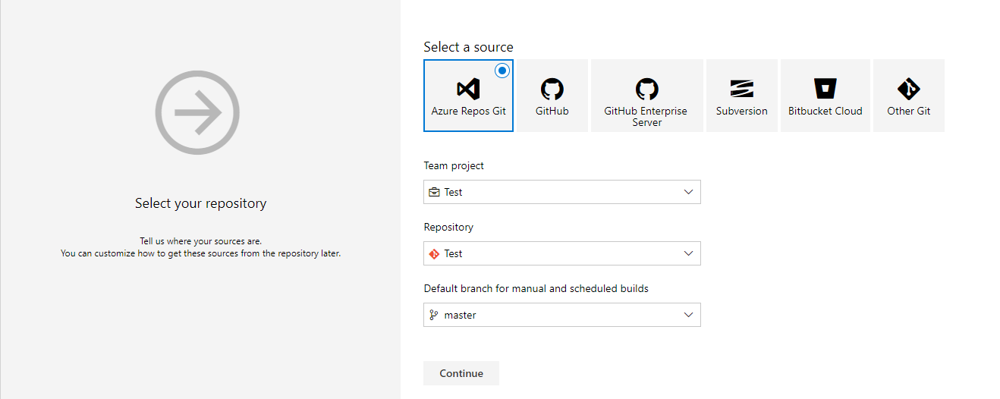 Select your repository
Tell us where your sources are.
You can customize how to get these sources from the repository later.
Select a source
Azure Repos Git
GitHub
GitHub Enterprise
Server
Subversion
Bitbucket Cloud
Other Git
Team project
Test
Repository
Test
Default branch for manual and scheduled builds
master
Continue